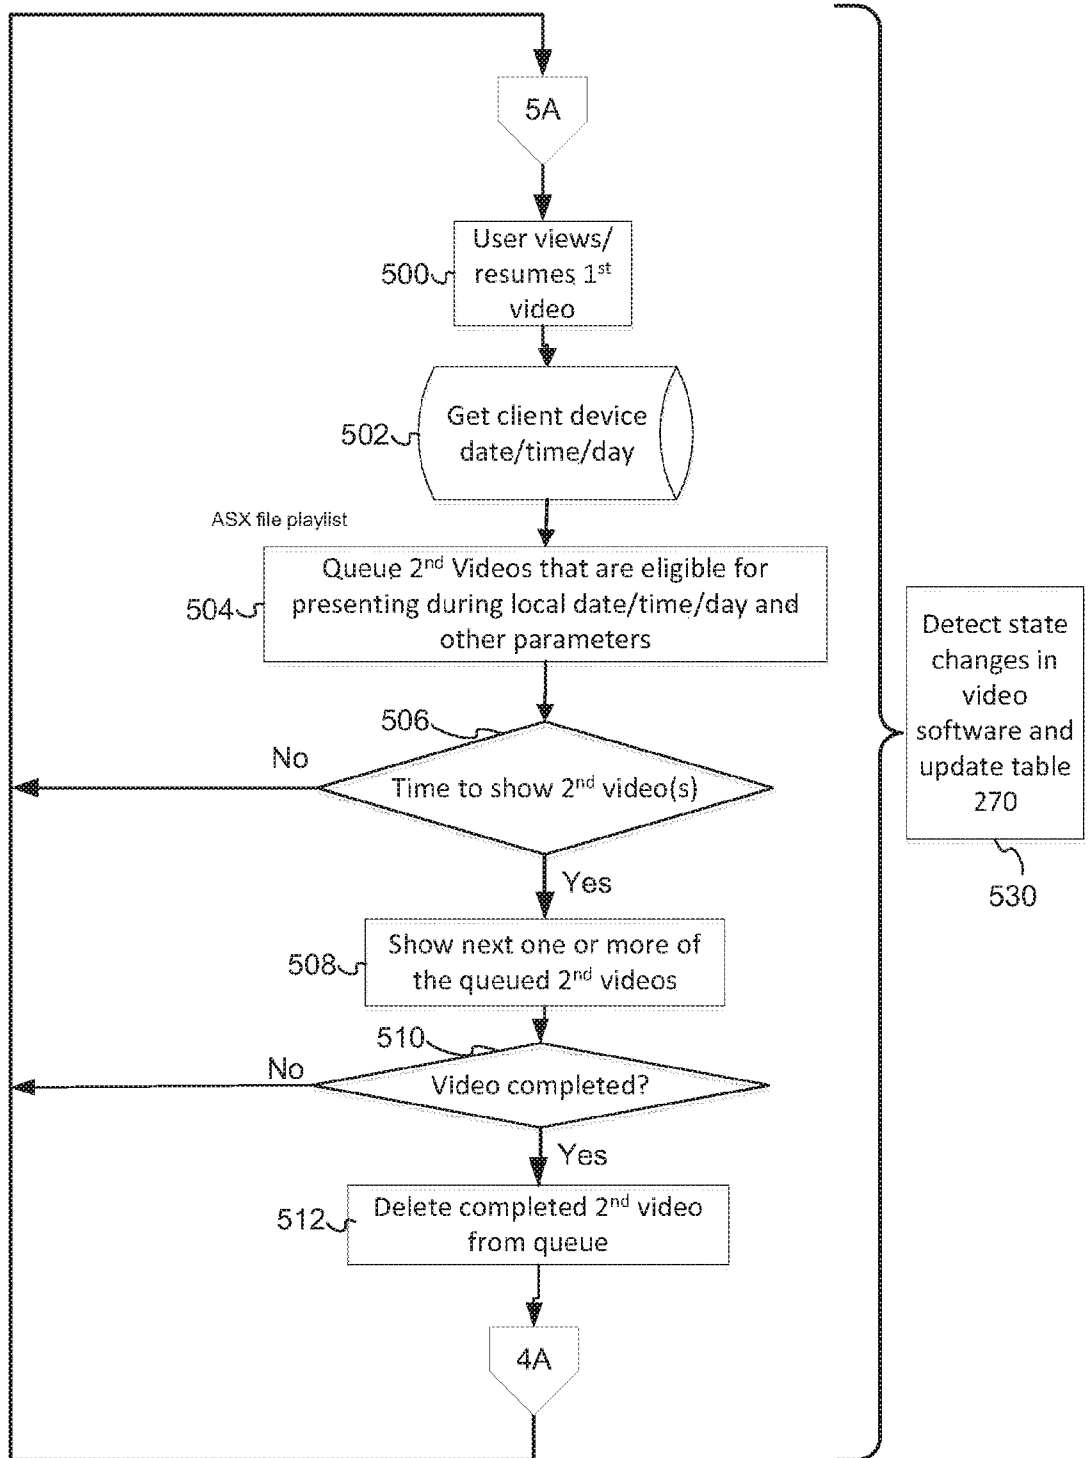 5A
User views/
resumes 1st
video
500
Get client device
date/time/day
502
ASX file playlist
Queue 2nd Videos that are eligible for
presenting during local date/time/day and
other parameters
504
506
No
Time to show 2nd video(s)
Yes
Show next one or more of
the queued 2nd videos
508
510
No
Video completed?
Yes
Delete completed 2nd video
from queue
512
4A
Detect state
changes in
video
software and
update table
270
530